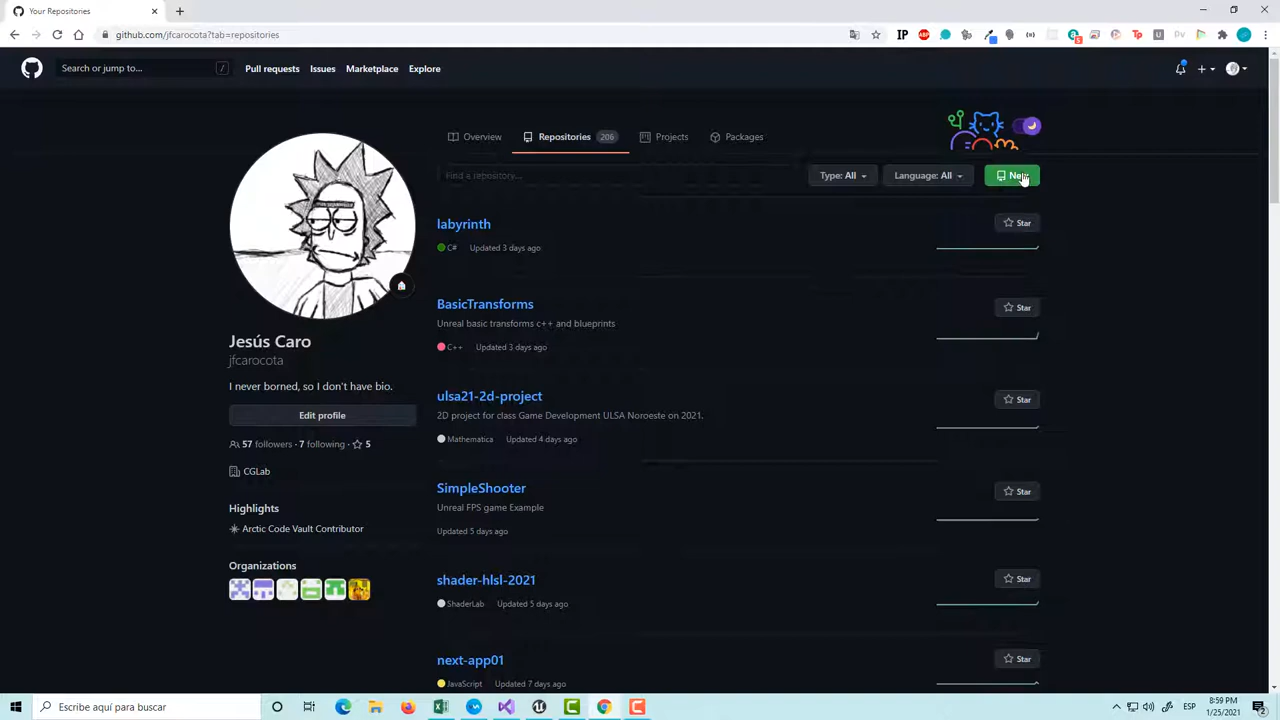 Your Repositories
github.com/jfcarocota?tab=repositories
Search or jump to... /
Pull requests Issues Marketplace Explore
Overview Repositories 206 Projects Packages
Find a repository... Type: All Language: All
labyrinth Star
C# Updated 3 days ago
BasicTransforms Star
Unreal basic transforms c++ and blueprints
C++ Updated 3 days ago
ulsa21-2d-project Star
2D project for class Game Development ULSA Noroeste on 2021.
Mathematica Updated 4 days ago
SimpleShooter Star
Unreal FPS game Example
Updated 5 days ago
shader-hlsl-2021 Star
ShaderLab Updated 5 days ago
next-app01 Star
JavaScript Updated 7 days ago
Jesús Caro
jfcarocota
I never borned, so I don't have bio.
Edit profile
57 followers · 7 following · 5
CGLab
Highlights
Arctic Code Vault Contributor
Organizations
Escribe aquí para buscar
ESP
8:59 PM
1/25/2021